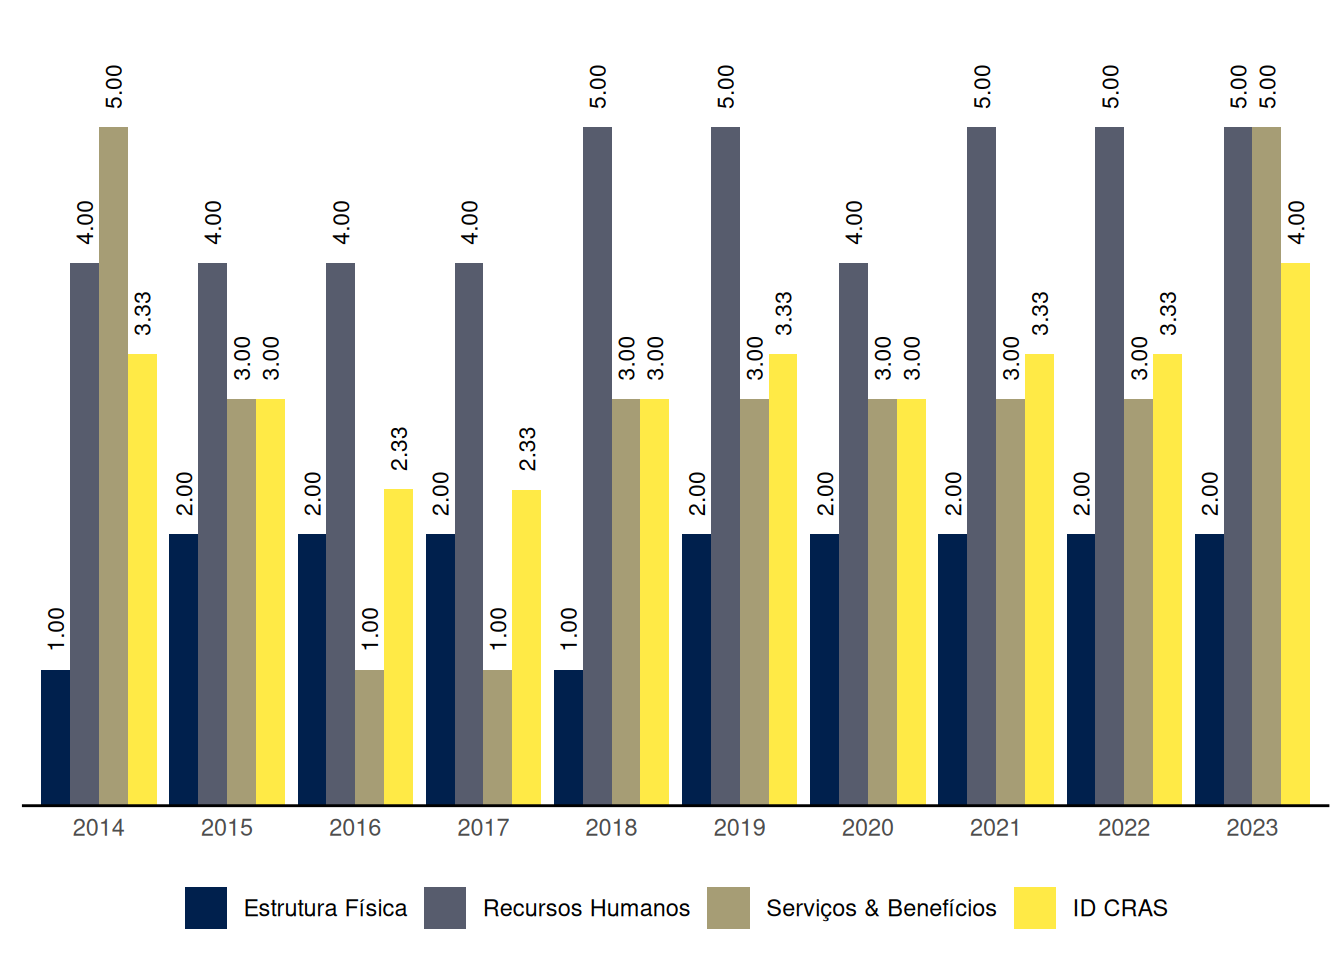 5.00 5.00 5.00 5.00 5.00 5.00 5.00
4.00 4.00 4.00 4.00 4.00 4.00
3.33 3.33 3.33 3.33
3.00 3.00 3.00 3.00 3.00 3.00 3.00 3.00 3.00
2.33 2.33
2.00 2.00 2.00 2.00 2.00 2.00 2.00 2.00
1.00 1.00 1.00 1.00
2014 2015 2016 2017 2018 2019 2020 2021 2022 2023
Estrutura Física Recursos Humanos Serviços & Benefícios ID CRAS